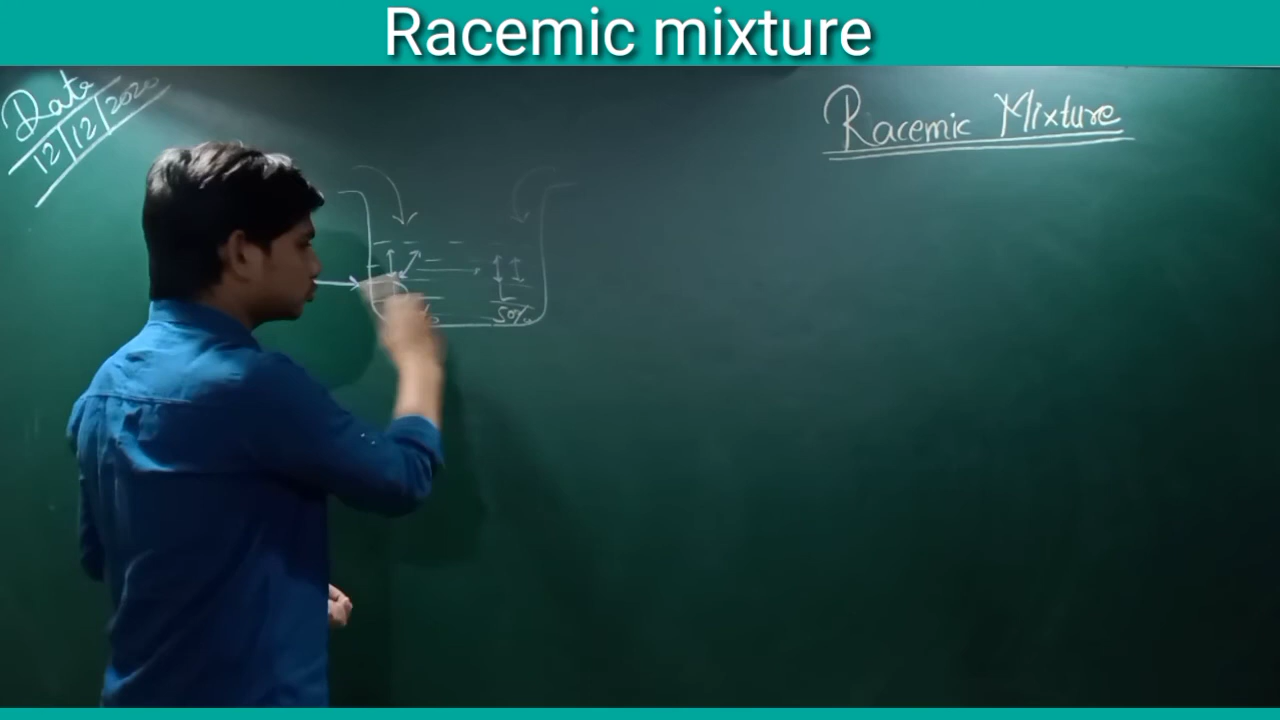 Racemic mixture
Date
12/12/2020
Racemic Mixture
50%